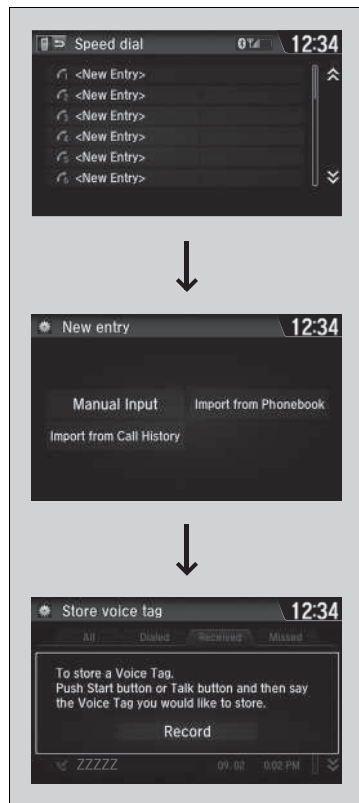 Speed dial 12:34
<New Entry>
<New Entry>
<New Entry>
<New Entry>
<New Entry>
<New Entry>
New entry 12:34
Manual Input Import from Phonebook
Import from Call History
Store voice tag 12:34
All Dialed Received Missed
To store a Voice Tag.
Push Start button or Talk button and then say
the Voice Tag you would like to store.
Record
ZZZZZ 09. 02 0:02 PM